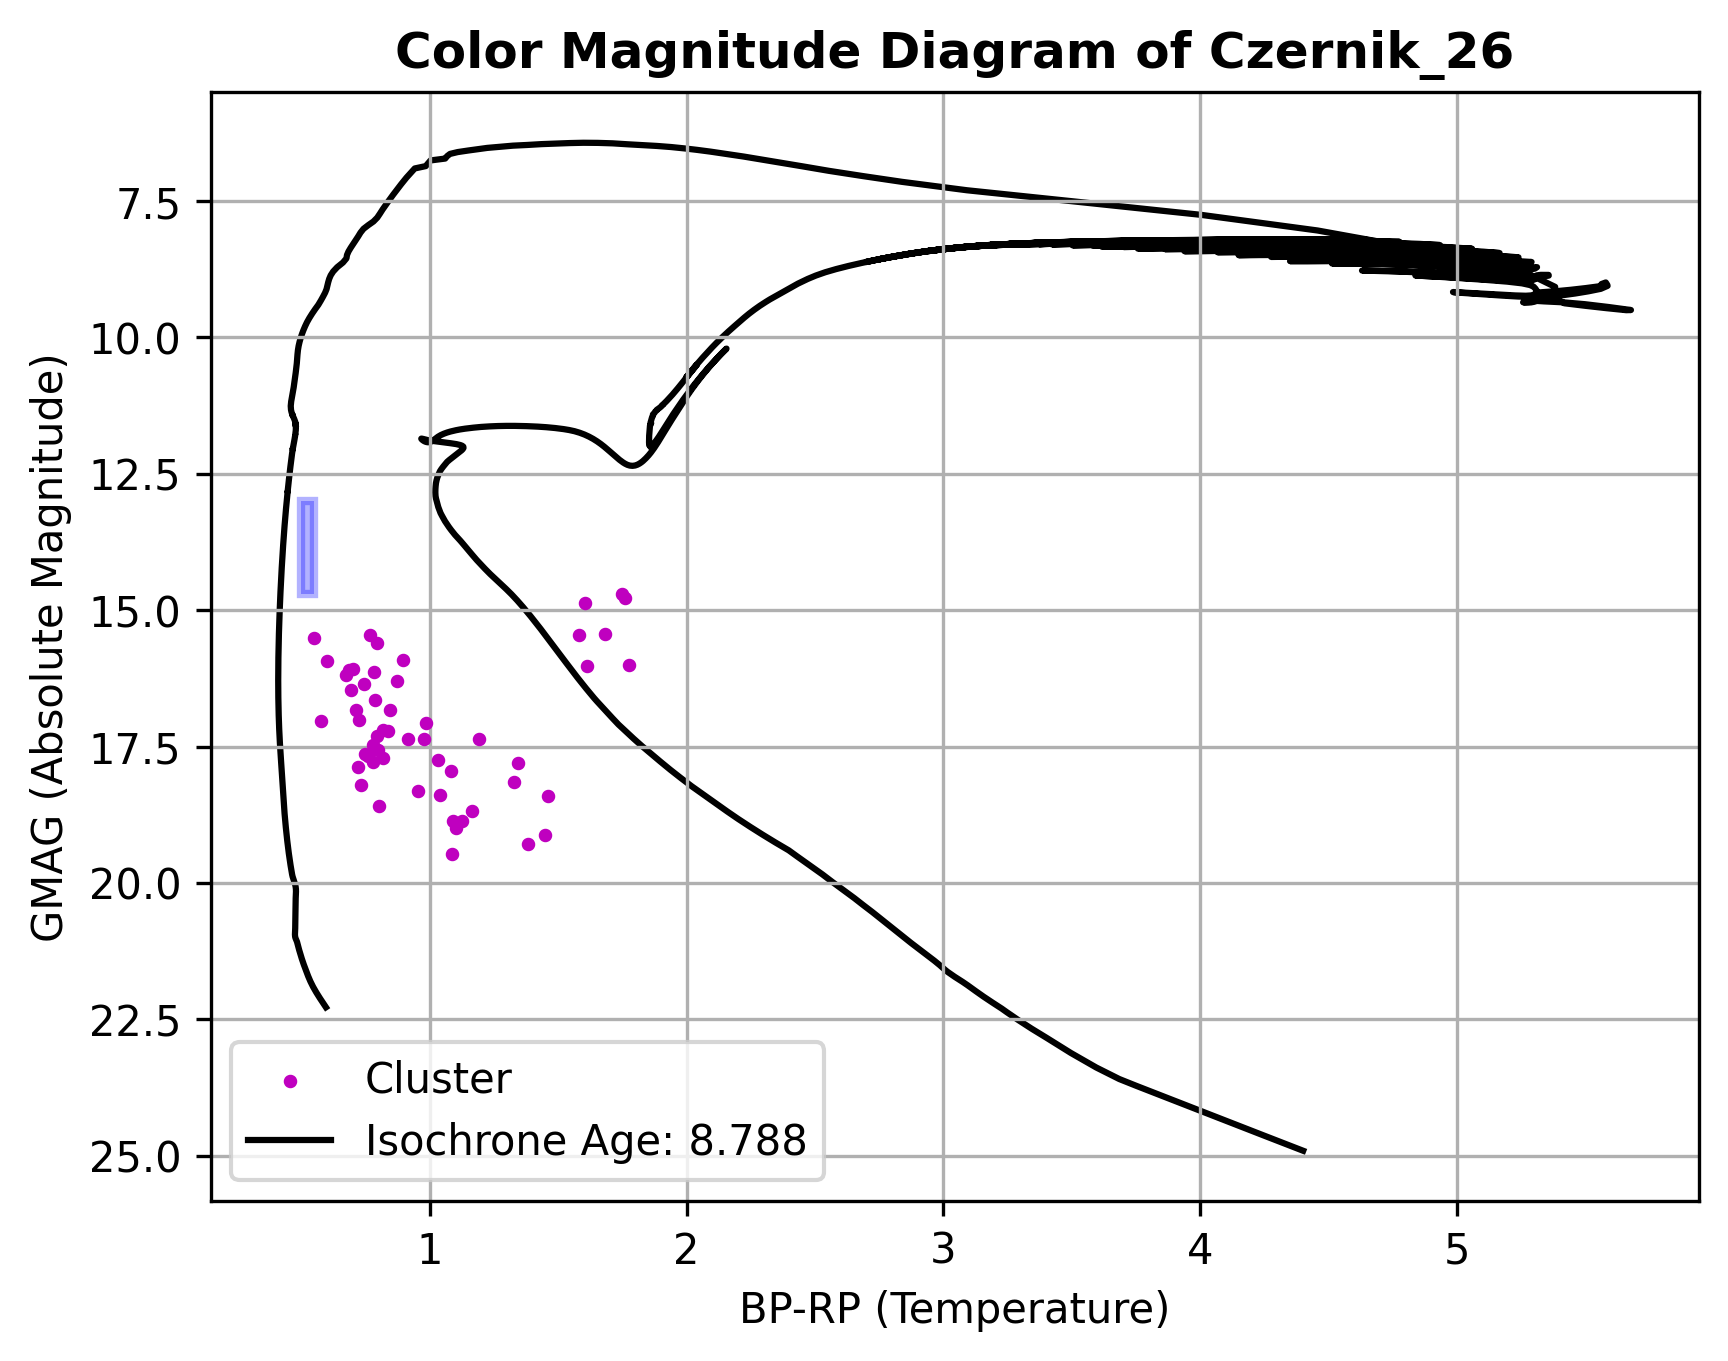 Color Magnitude Diagram of Czernik_26
GMAG (Absolute Magnitude)
7.5
10.0
12.5
15.0
17.5
20.0
22.5
25.0
Cluster
Isochrone Age: 8.788
1 2 3 4 5
BP-RP (Temperature)